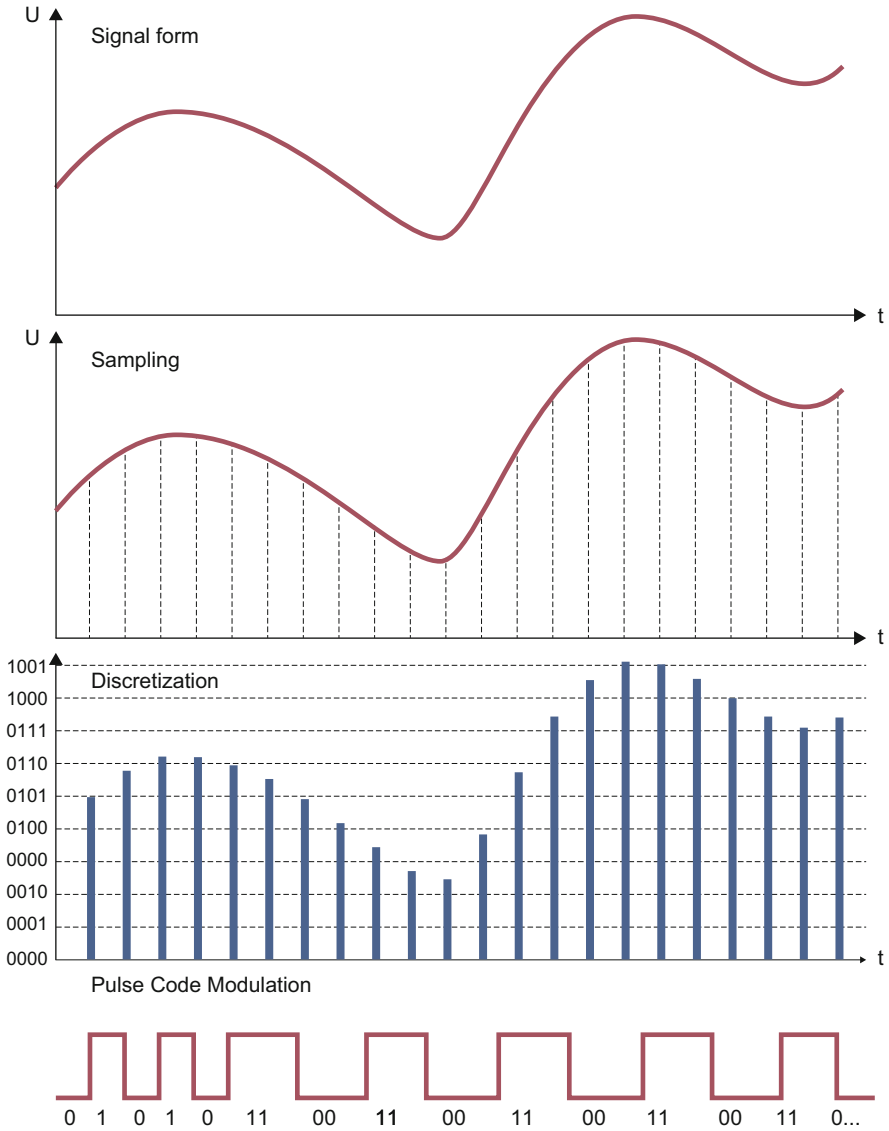 U
Signal form
t
U
Sampling
t
1001
Discretization
1000
0111
0110
0101
0100
0000
0010
0001
0000
t
Pulse Code Modulation
0 1 0 1 0 11 00 11 00 11 00 11 00 11 0...